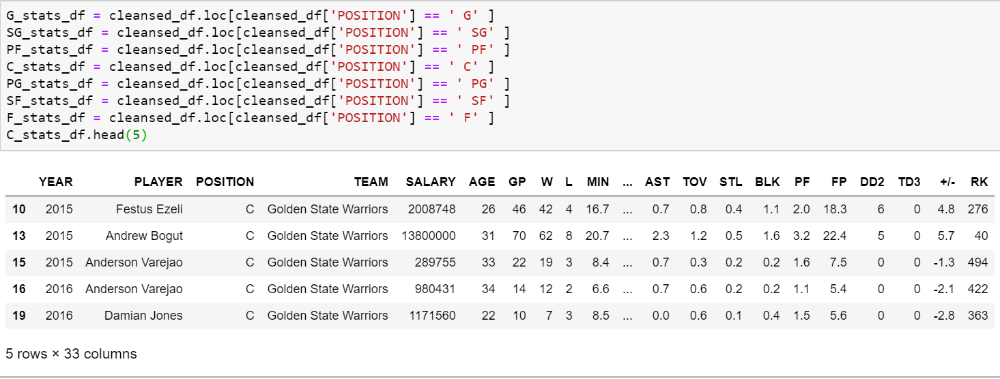 G_stats_df = cleansed_df.loc[cleansed_df['POSITION'] == ' G' ]
SG_stats_df = cleansed_df.loc[cleansed_df['POSITION'] == ' SG' ]
PF_stats_df = cleansed_df.loc[cleansed_df['POSITION'] == ' PF' ]
C_stats_df = cleansed_df.loc[cleansed_df['POSITION'] == ' C' ]
PG_stats_df = cleansed_df.loc[cleansed_df['POSITION'] == ' PG' ]
SF_stats_df = cleansed_df.loc[cleansed_df['POSITION'] == ' SF' ]
F_stats_df = cleansed_df.loc[cleansed_df['POSITION'] == ' F' ]
C_stats_df.head(5)
YEAR PLAYER POSITION TEAM SALARY AGE GP W L MIN ... AST TOV STL BLK PF FP DD2 TD3 +/- RK
10 2015 Festus Ezeli C Golden State Warriors 2008748 26 46 42 4 16.7 ... 0.7 0.8 0.4 1.1 2.0 18.3 6 0 4.8 276
13 2015 Andrew Bogut C Golden State Warriors 13800000 31 70 62 8 20.7 ... 2.3 1.2 0.5 1.6 3.2 22.4 5 0 5.7 40
15 2015 Anderson Varejao C Golden State Warriors 289755 33 22 19 3 8.4 ... 0.7 0.3 0.2 0.2 1.6 7.5 0 0 -1.3 494
16 2016 Anderson Varejao C Golden State Warriors 980431 34 14 12 2 6.6 ... 0.7 0.6 0.2 0.2 1.1 5.4 0 0 -2.1 422
19 2016 Damian Jones C Golden State Warriors 1171560 22 10 7 3 8.5 ... 0.0 0.6 0.1 0.4 1.5 5.6 0 0 -2.8 363
5 rows × 33 columns